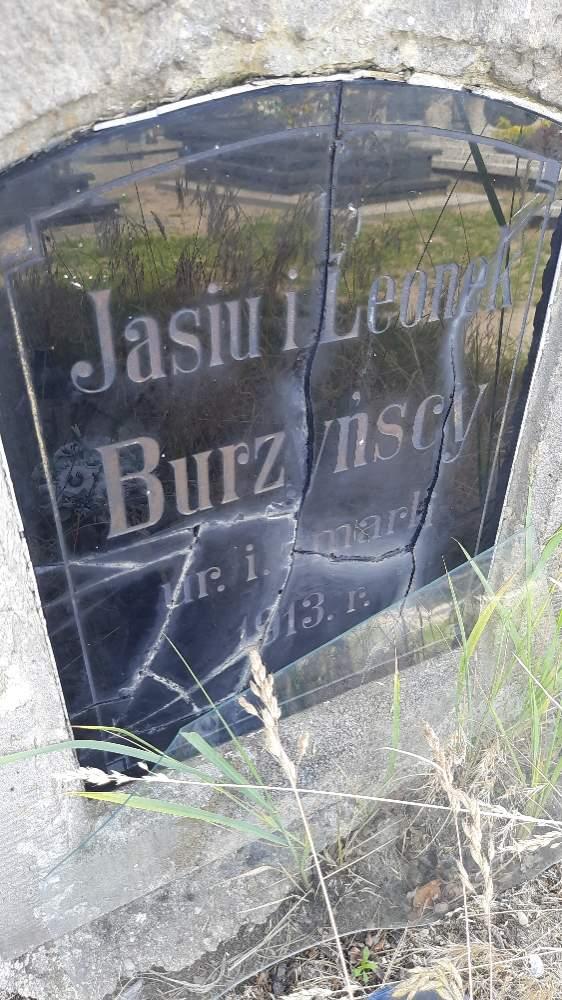 Jasiu i Leonek
Burzyńscy
ur. i. zmarli
1913. r.